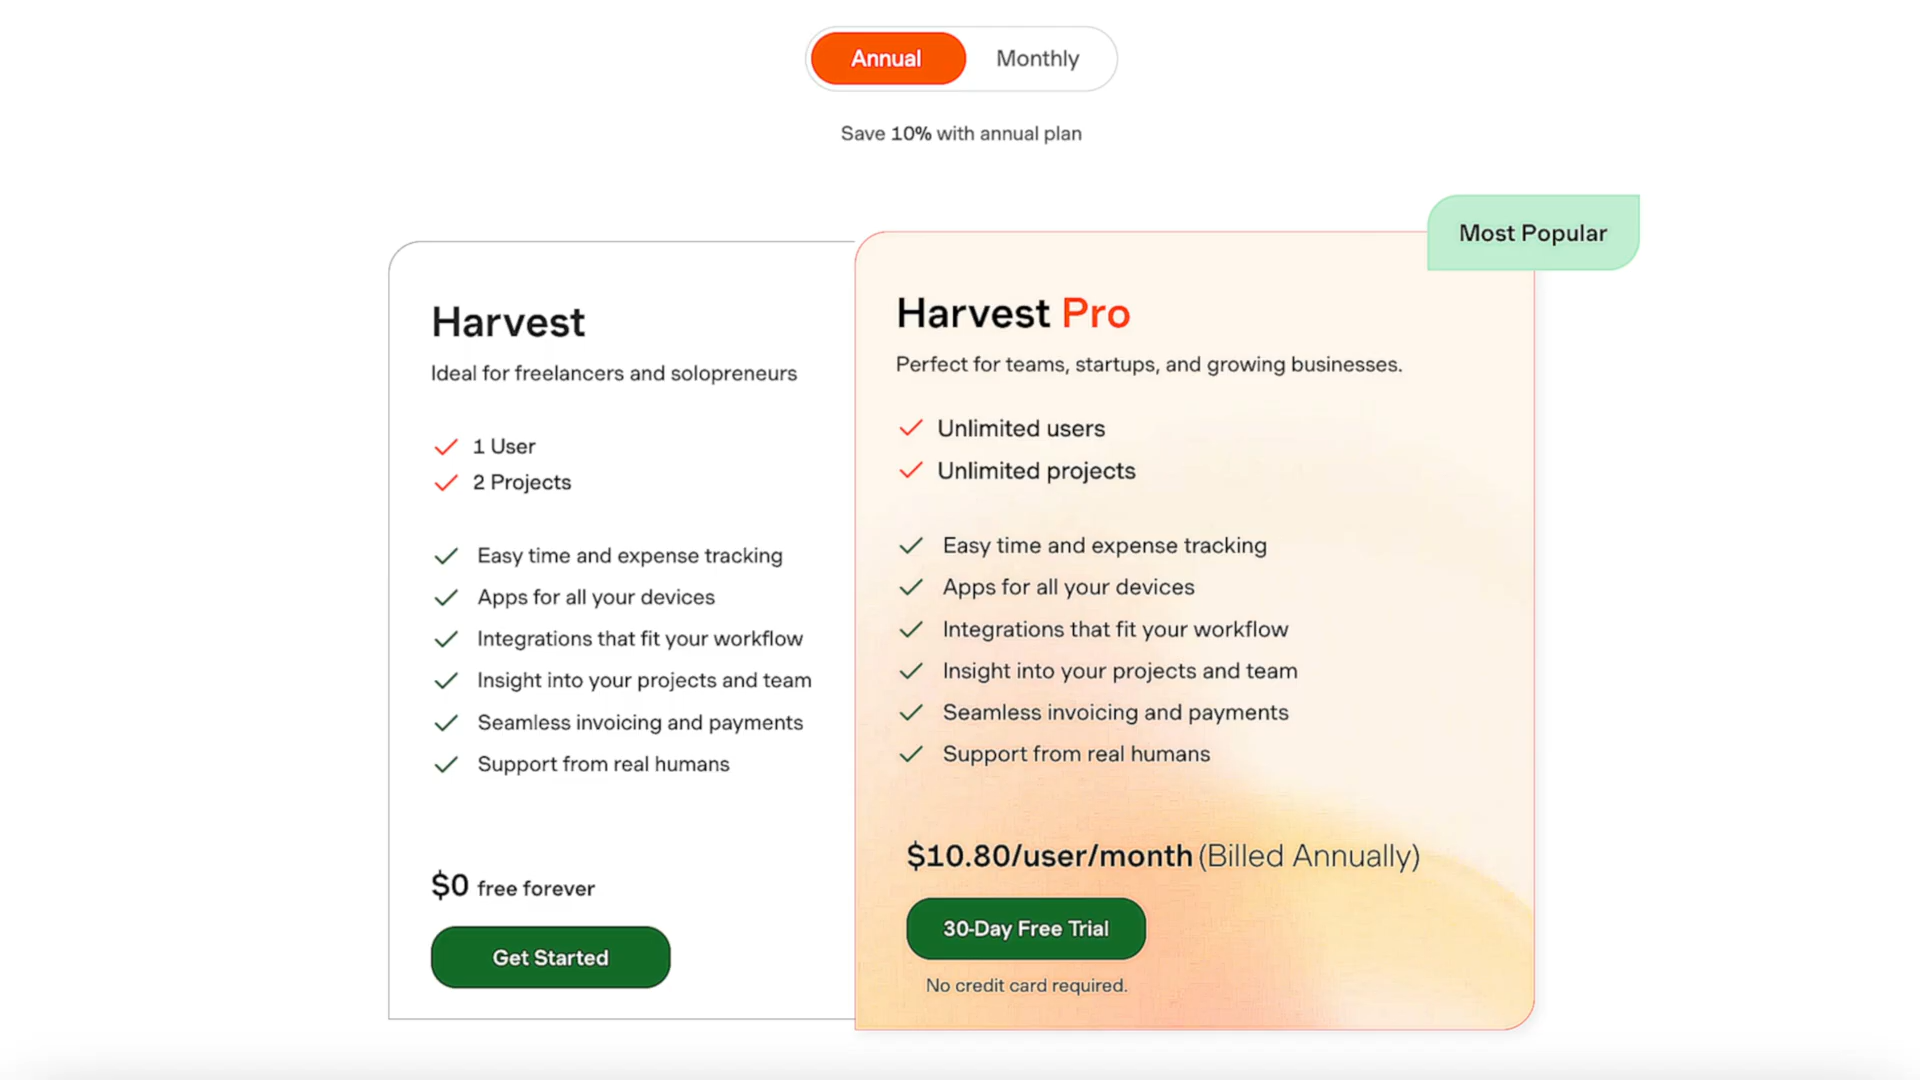 Annual Monthly
Save 10% with annual plan
Most Popular
Harvest
Ideal for freelancers and solopreneurs
1 User
2 Projects
Easy time and expense tracking
Apps for all your devices
Integrations that fit your workflow
Insight into your projects and team
Seamless invoicing and payments
Support from real humans
$0 free forever
Get Started
Harvest Pro
Perfect for teams, startups, and growing businesses.
Unlimited users
Unlimited projects
Easy time and expense tracking
Apps for all your devices
Integrations that fit your workflow
Insight into your projects and team
Seamless invoicing and payments
Support from real humans
$10.80/user/month (Billed Annually)
30-Day Free Trial
No credit card required.